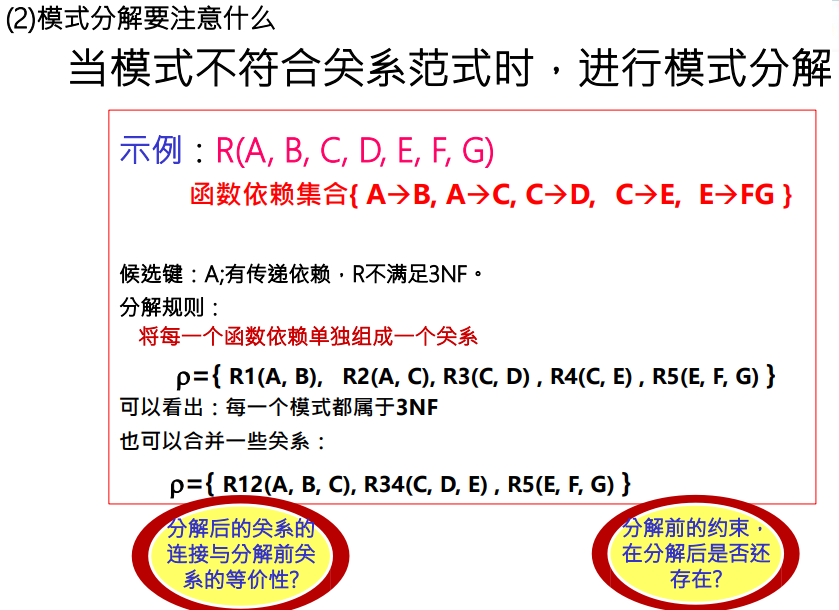 (2)模式分解要注意什么
当模式不符合关系范式时，进行模式分解
示例：R(A, B, C, D, E, F, G)
函数依赖集合{ A→B, A→C, C→D, C→E, E→FG }
候选键：A;有传递依赖，R不满足3NF。
分解规则：
将每一个函数依赖单独组成一个关系
ρ={ R1(A, B), R2(A, C), R3(C, D) , R4(C, E) , R5(E, F, G) }
可以看出：每一个模式都属于3NF
也可以合并一些关系：
ρ={ R12(A, B, C), R34(C, D, E) , R5(E, F, G) }
分解后的关系的
连接与分解前关
系的等价性?
分解前的约束，
在分解后是否还
存在?